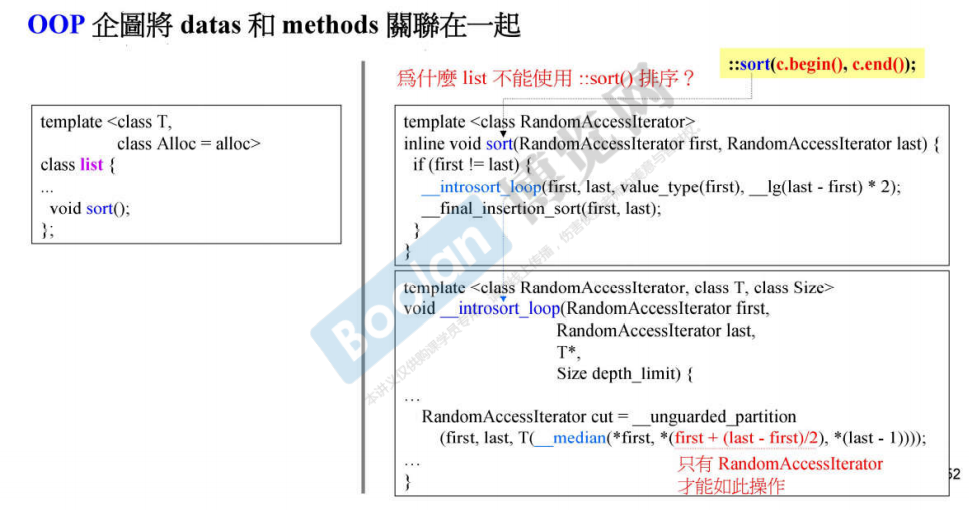 OOP 企圖將 datas 和 methods 關聯在一起
template <class T,
class Alloc = alloc>
class list {
...
void sort();
};
為什麼 list 不能使用 ::sort() 排序？
::sort(c.begin(), c.end());
template <class RandomAccessIterator>
inline void sort(RandomAccessIterator first, RandomAccessIterator last) {
if (first != last) {
__introsort_loop(first, last, value_type(first), __lg(last - first) * 2);
__final_insertion_sort(first, last);
}
}
template <class RandomAccessIterator, class T, class Size>
void __introsort_loop(RandomAccessIterator first,
RandomAccessIterator last,
T*,
Size depth_limit) {
...
RandomAccessIterator cut = __unguarded_partition
(first, last, T(__median(*first, *(first + (last - first)/2), *(last - 1))));
...
}
只有 RandomAccessIterator
才能如此操作
52
Boolan 博览网